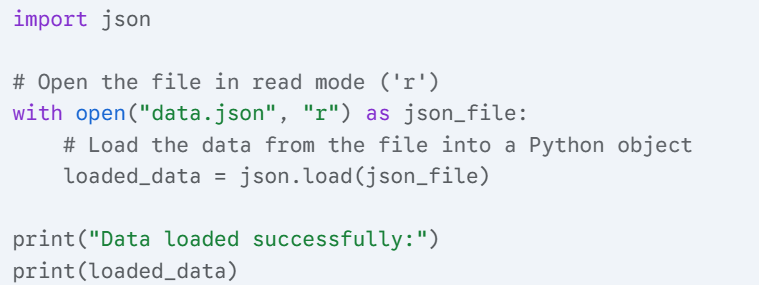 import json
# Open the file in read mode ('r')
with open("data.json", "r") as json_file:
    # Load the data from the file into a Python object
    loaded_data = json.load(json_file)
print("Data loaded successfully:")
print(loaded_data)